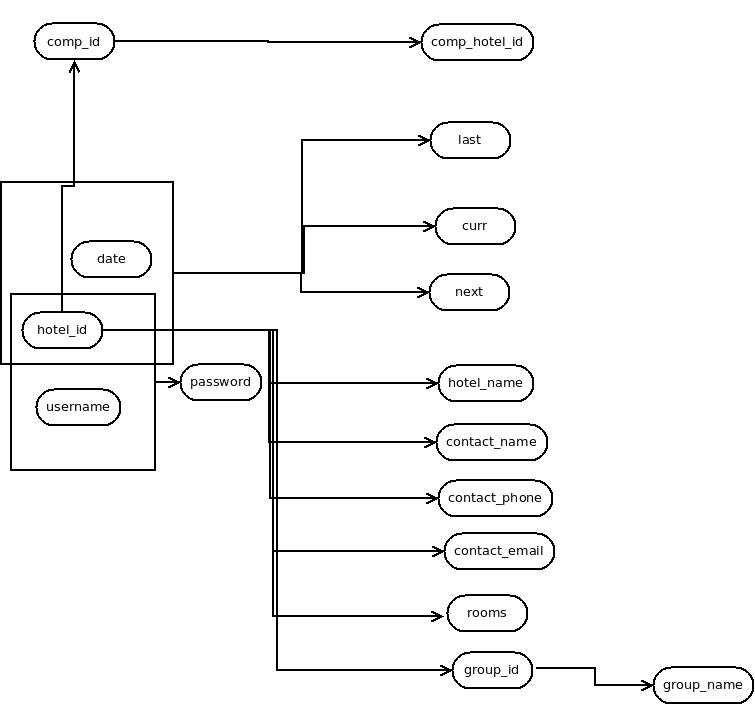 comp_id
comp_hotel_id
last
curr
date
next
hotel_id
password
hotel_name
username
contact_name
contact_phone
contact_email
rooms
group_id
group_name